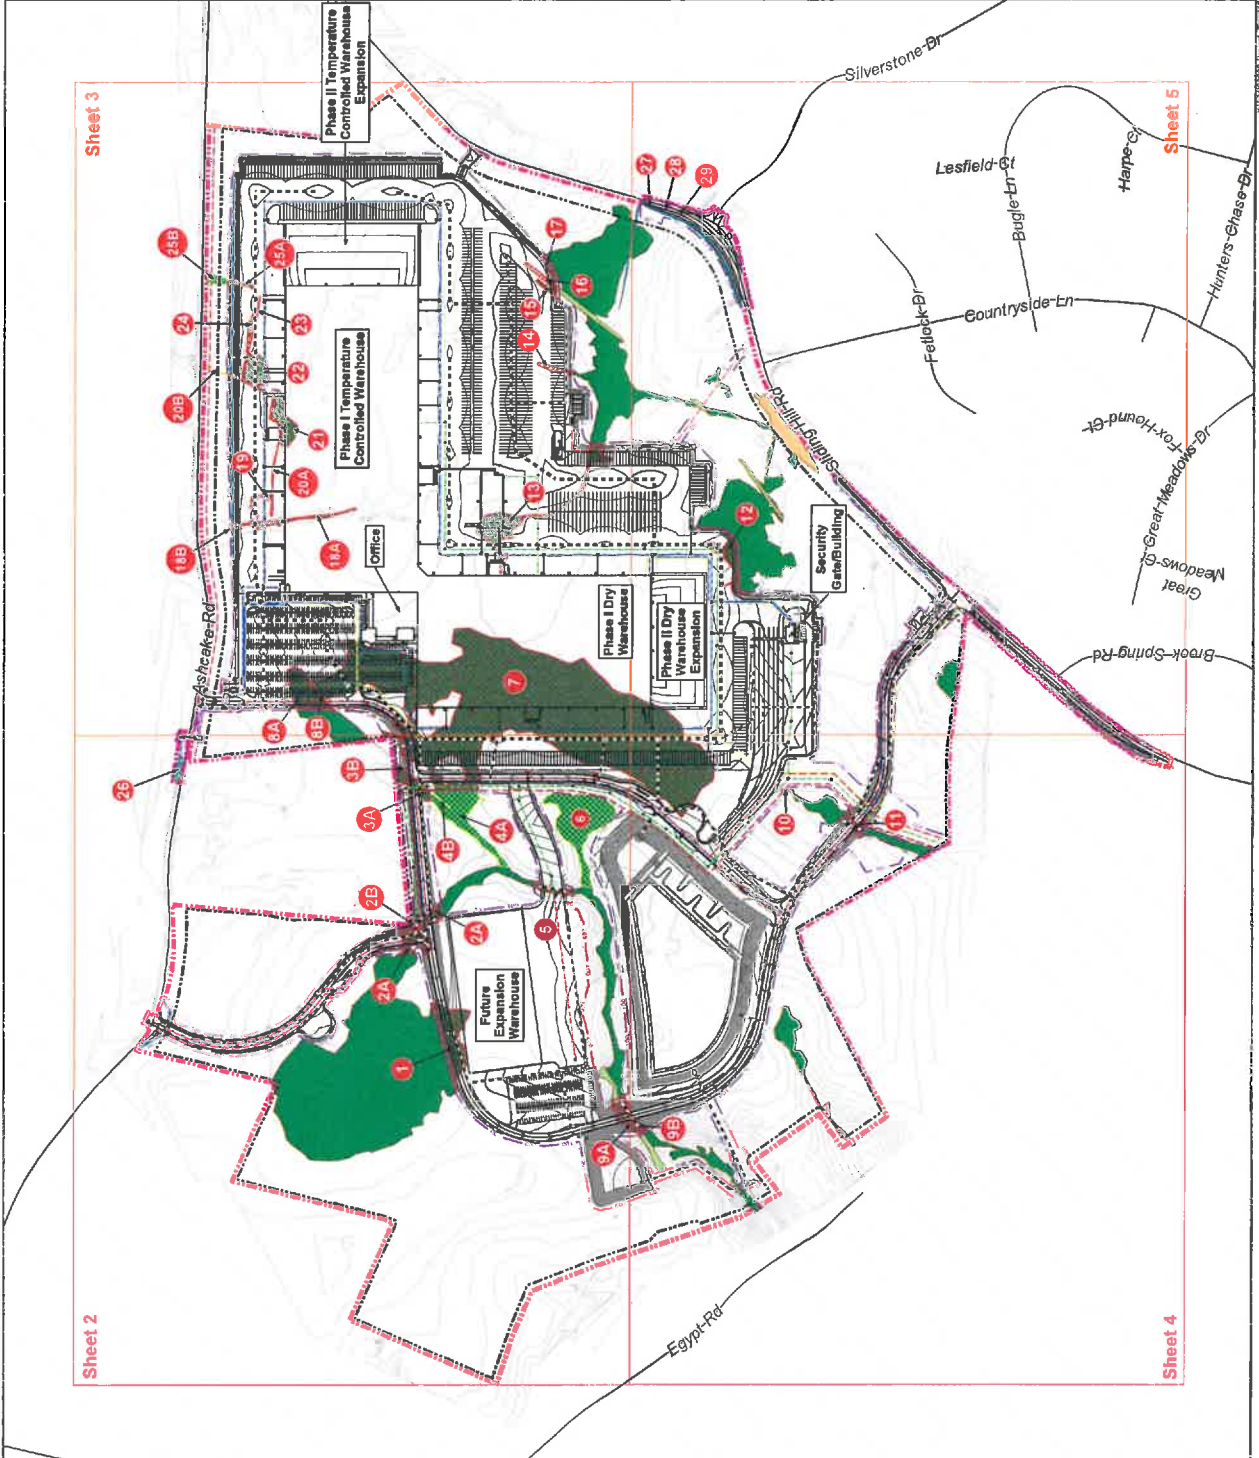 Sheet 2
Sheet 3
Sheet 4
Sheet 5
Phase II Temperature
Controlled Warehouse
Expansion
Phase I Temperature
Controlled Warehouse
Office
Phase I Dry
Warehouse
Phase II Dry
Warehouse
Expansion
Security
Gate/Building
Future
Expansion
Warehouse
Ashcake Rd
Sliding Hill Rd
Egypt-Rd
Silverstone-Dr
Lesfield-Ct
Bugle-Ln
Harpe-Ct
Hunters-Chase-Dr
Countryside-Ln
Fetlock-Dr
Fox-Hound-Ct
Great-Meadows-Dr
Great
Meadows-Ct
Brook-Spring-Rd
1
2A
2A
2B
3A
3B
4A
4B
5
6
7
8A
8B
9A
9B
10
11
12
13
14
15
16
17
18A
18B
19
20A
20B
21
22
23
24
25A
25B
26
27
28
29